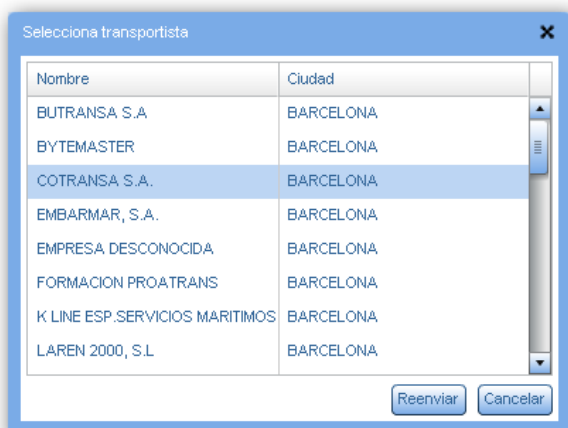 Selecciona transportista
Nombre Ciudad
BUTRANSA S.A BARCELONA
BYTEMASTER BARCELONA
COTRANSA S.A. BARCELONA
EMBARMAR, S.A. BARCELONA
EMPRESA DESCONOCIDA BARCELONA
FORMACION PROATRANS BARCELONA
K LINE ESP.SERVICIOS MARITIMOS BARCELONA
LAREN 2000, S.L BARCELONA
Reenviar Cancelar